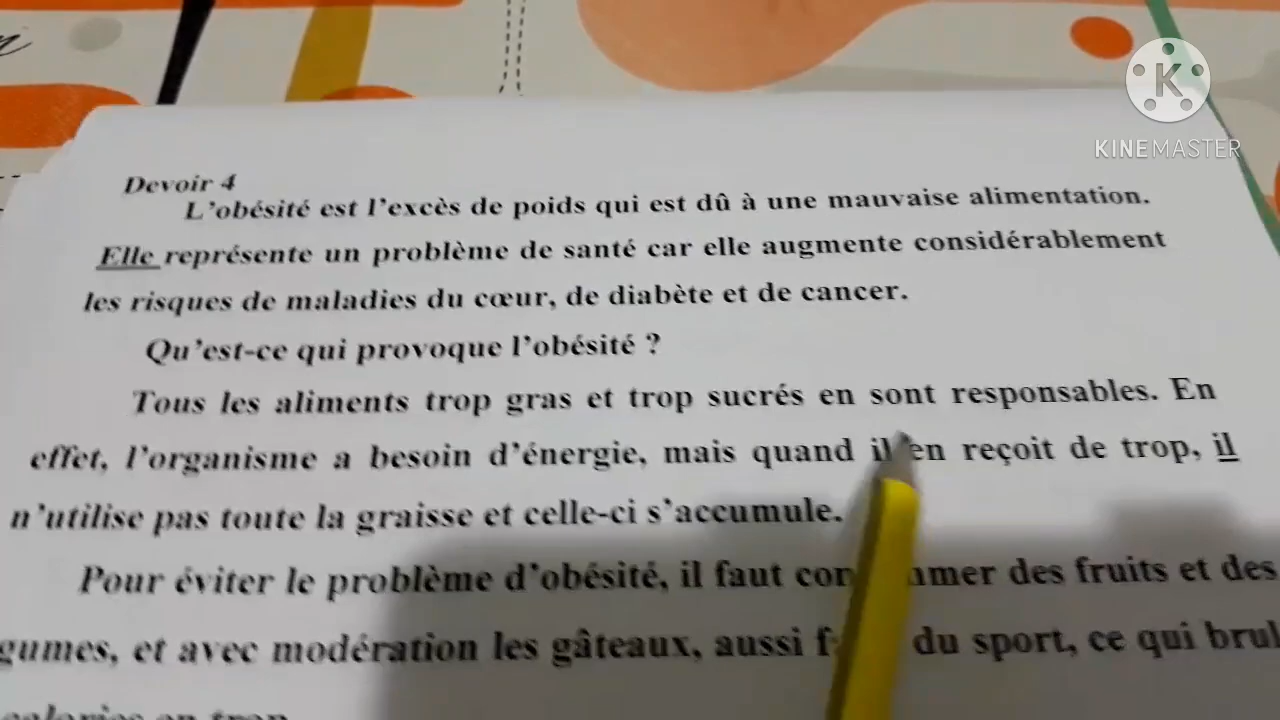 K
KINEMASTER
Devoir 4
L'obésité est l'excès de poids qui est dû à une mauvaise alimentation.
Elle représente un problème de santé car elle augmente considérablement
les risques de maladies du cœur, de diabète et de cancer.
Qu'est-ce qui provoque l'obésité ?
Tous les aliments trop gras et trop sucrés en sont responsables. En
effet, l'organisme a besoin d'énergie, mais quand il en reçoit de trop, il
n'utilise pas toute la graisse et celle-ci s'accumule.
Pour éviter le problème d'obésité, il faut des fruits et des
gumes, et avec modération les gâteaux, aussi du sport, ce qui brul
calories en trop